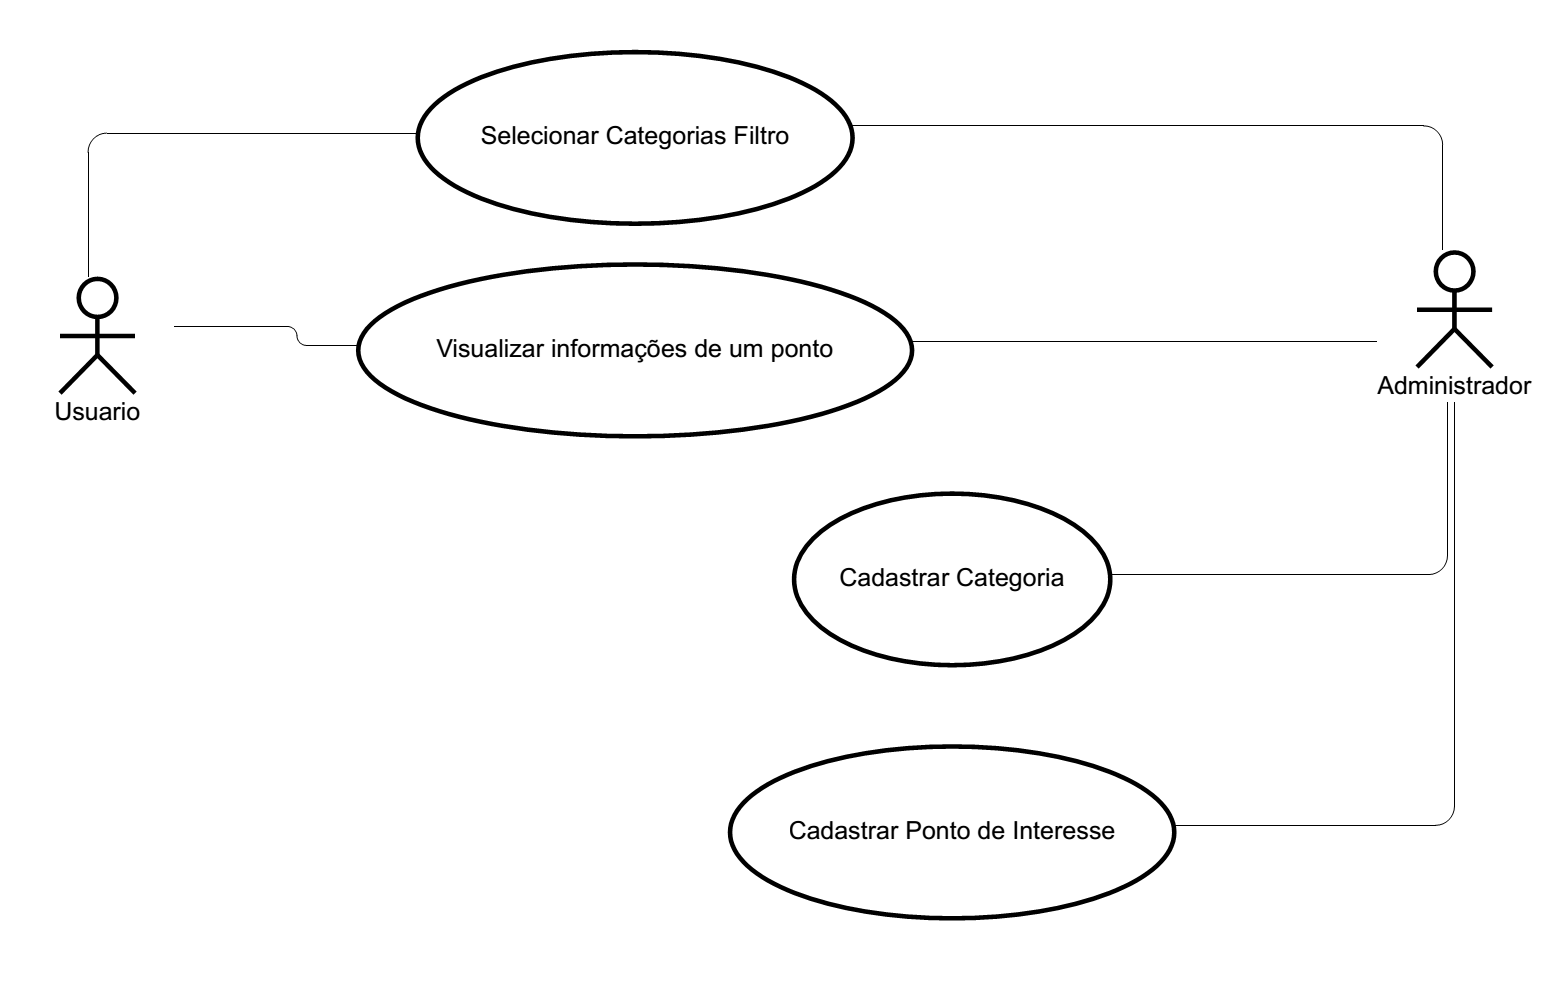 Selecionar Categorias Filtro
Visualizar informações de um ponto
Usuario
Administrador
Cadastrar Categoria
Cadastrar Ponto de Interesse